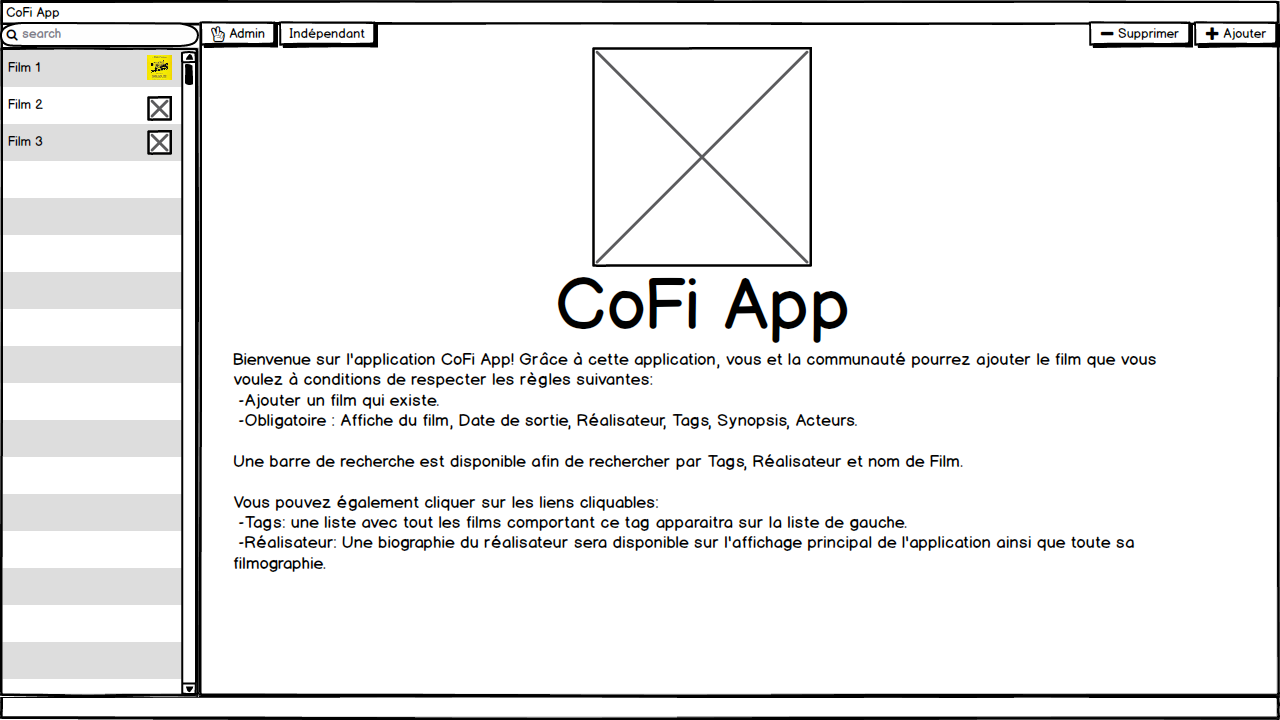 CoFi App
search
Admin
Indépendant
Supprimer
Ajouter
Film 1
Film 2
Film 3
CoFi App
Bienvenue sur l'application CoFi App! Grâce à cette application, vous et la communauté pourrez ajouter le film que vous
voulez à conditions de respecter les règles suivantes:
-Ajouter un film qui existe.
-Obligatoire : Affiche du film, Date de sortie, Réalisateur, Tags, Synopsis, Acteurs.
Une barre de recherche est disponible afin de rechercher par Tags, Réalisateur et nom de Film.
Vous pouvez également cliquer sur les liens cliquables:
-Tags: une liste avec tout les films comportant ce tag apparaitra sur la liste de gauche.
-Réalisateur: Une biographie du réalisateur sera disponible sur l'affichage principal de l'application ainsi que toute sa
filmographie.